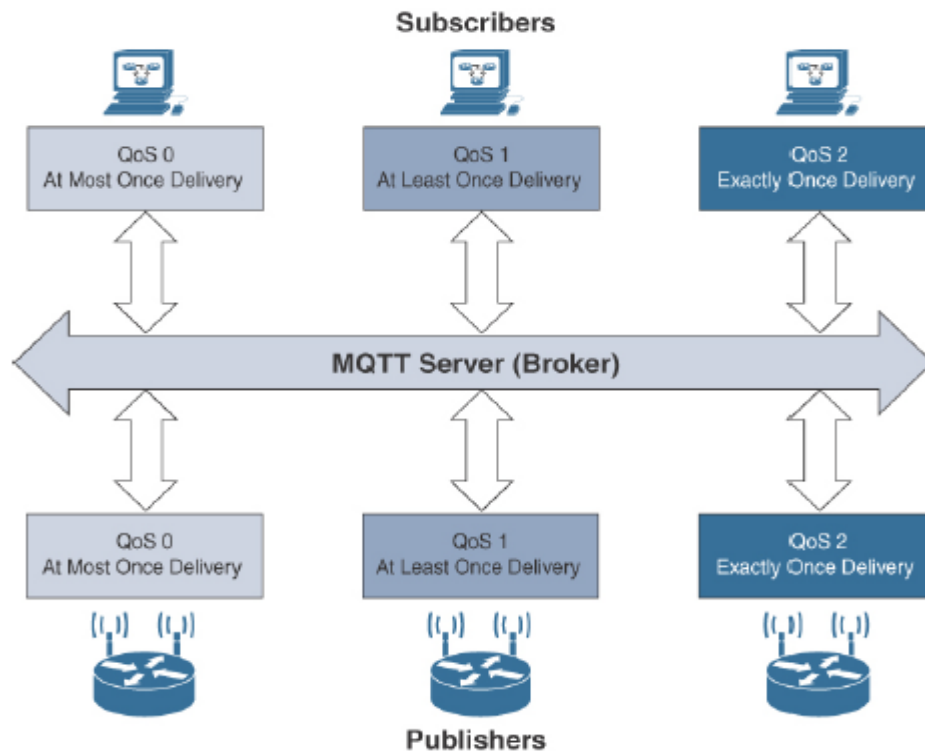 Subscribers
QoS 0
At Most Once Delivery
QoS 1
At Least Once Delivery
QoS 2
Exactly Once Delivery
MQTT Server (Broker)
QoS 0
At Most Once Delivery
QoS 1
At Least Once Delivery
QoS 2
Exactly Once Delivery
Publishers